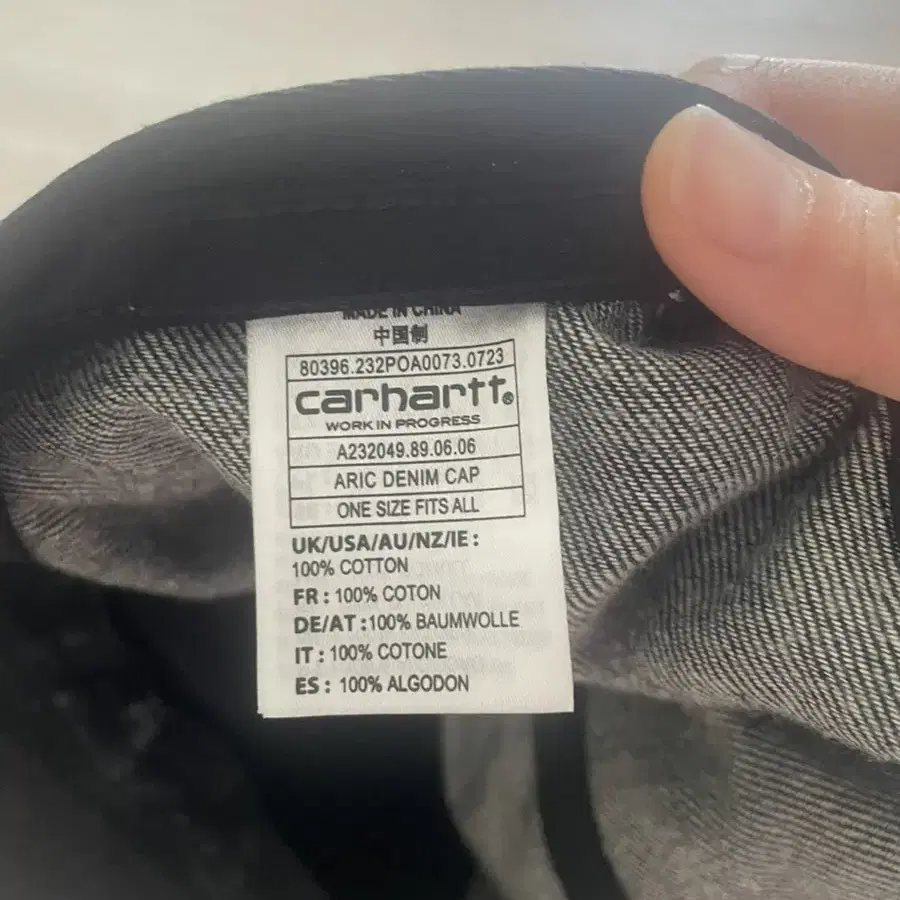 MADE IN CHINA
中国制
80396.232POA0073.0723
carhartt®
WORK IN PROGRESS
A232049.89.06.06
ARIC DENIM CAP
ONE SIZE FITS ALL
UK/USA/AU/NZ/IE :
100% COTTON
FR : 100% COTON
DE/AT :100% BAUMWOLLE
IT : 100% COTONE
ES : 100% ALGODON